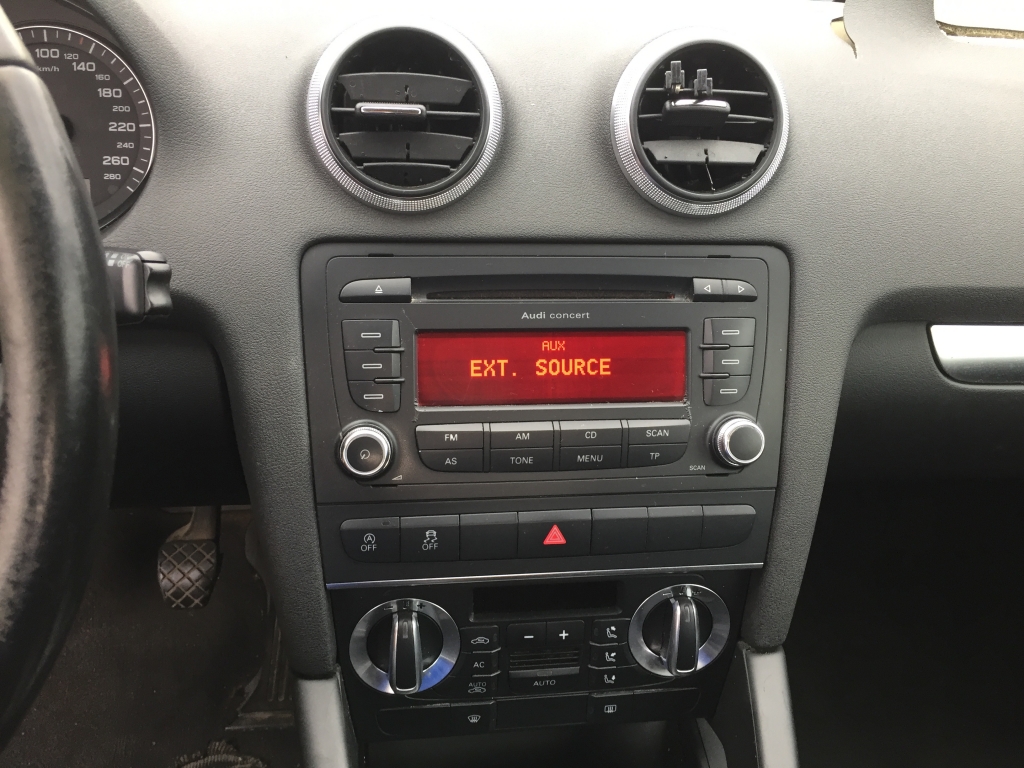 100 120
km/h 140
160
180
200
220
240
260
280
Audi concert
AUX
EXT. SOURCE
FM AM CD SCAN
AS TONE MENU TP
SCAN
A OFF OFF
- +
AC
AUTO
AUTO